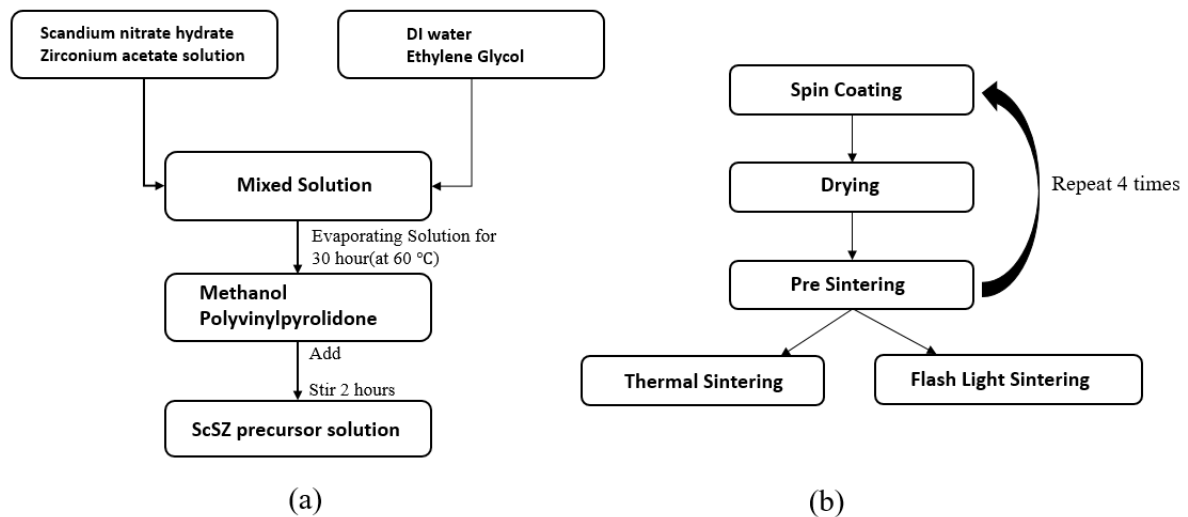 Scandium nitrate hydrate
Zirconium acetate solution
DI water
Ethylene Glycol
Mixed Solution
Evaporating Solution for
30 hour(at 60 ℃)
Methanol
Polyvinylpyrolidone
Add
Stir 2 hours
ScSZ precursor solution
(a)
Spin Coating
Drying
Repeat 4 times
Pre Sintering
Thermal Sintering
Flash Light Sintering
(b)